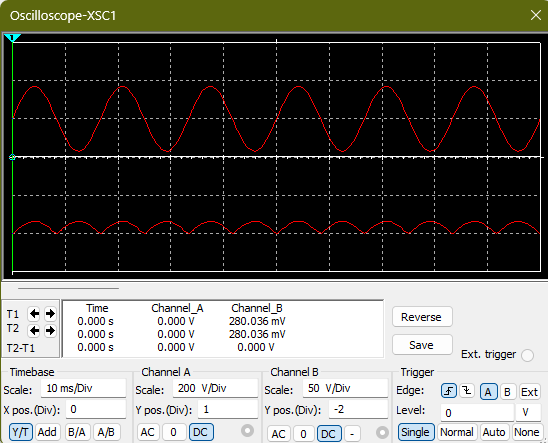 Oscilloscope-XSC1
1
T1
T2
T2-T1
Time Channel_A Channel_B
0.000 s 0.000 V 280.036 mV
0.000 s 0.000 V 280.036 mV
0.000 s 0.000 V 0.000 V
Reverse
Save
Ext. trigger
Timebase
Scale: 10 ms/Div
X pos.(Div): 0
Y/T Add B/A A/B
Channel A
Scale: 200 V/Div
Y pos.(Div): 1
AC 0 DC
Channel B
Scale: 50 V/Div
Y pos.(Div): -2
AC 0 DC -
Trigger
Edge: A B Ext
Level: 0 V
Single Normal Auto None